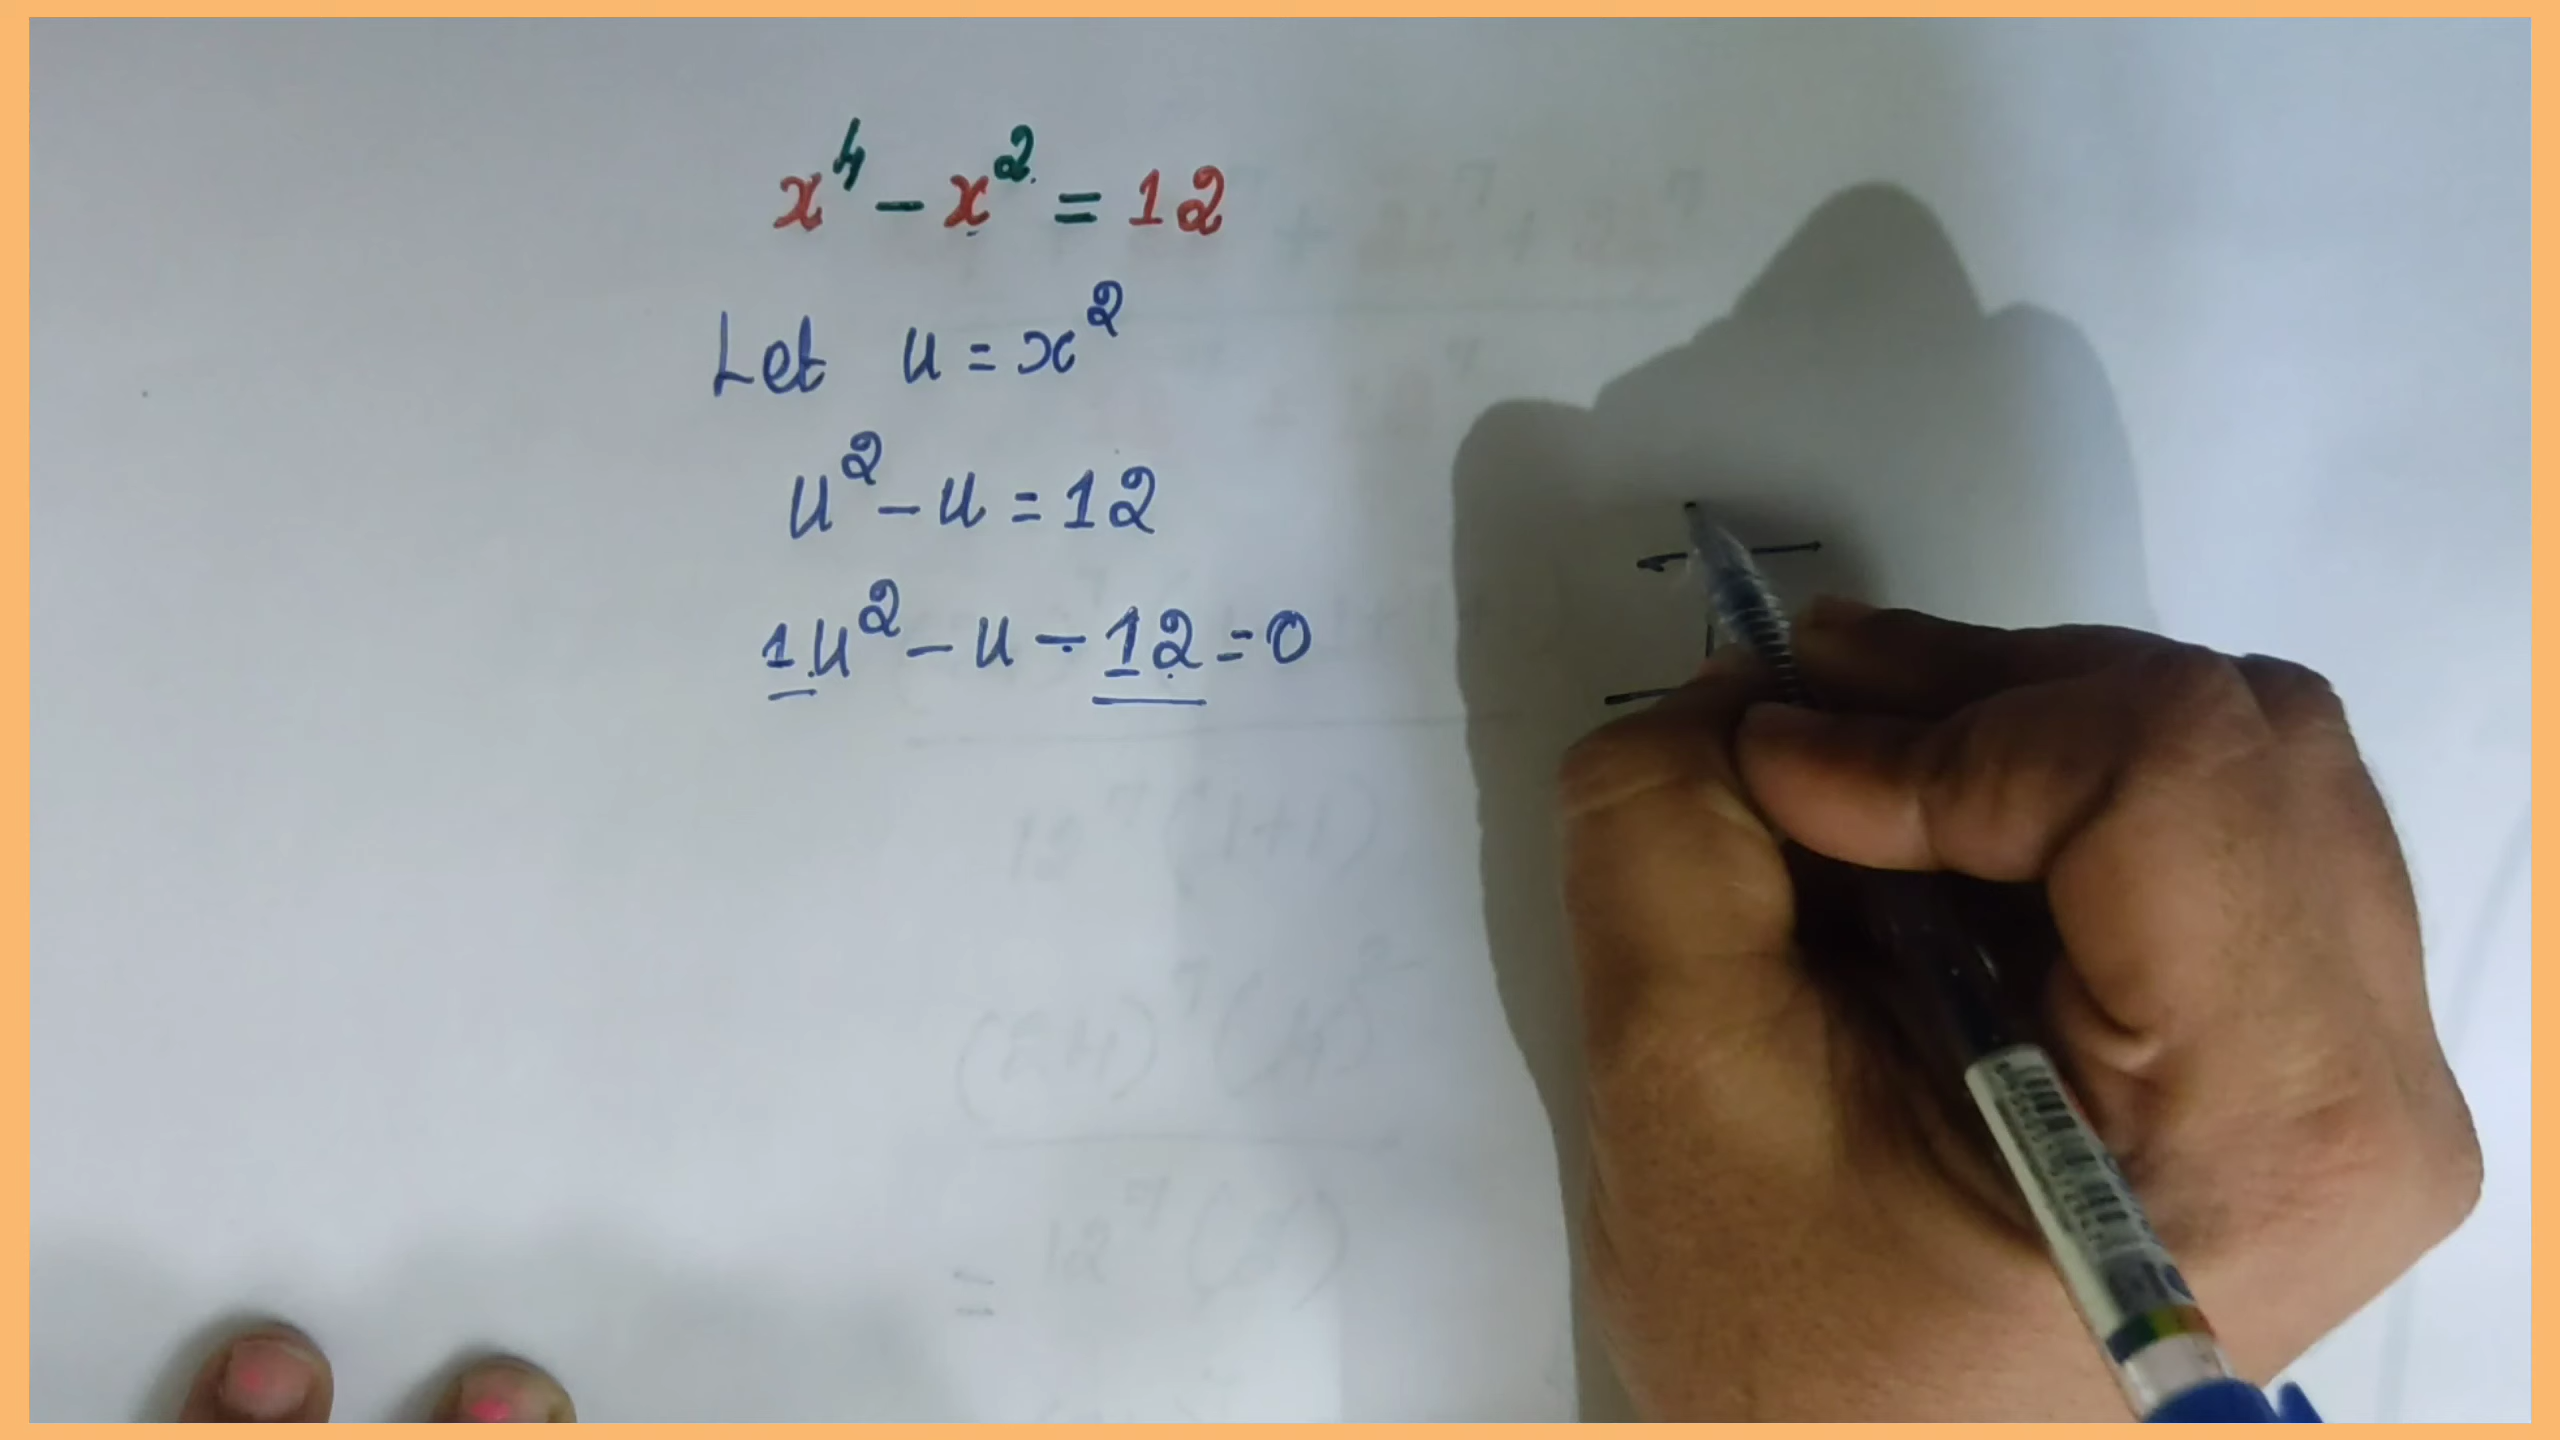 x⁴ - x² = 12
Let u = x²
u² - u = 12
1u² - u - 12 = 0